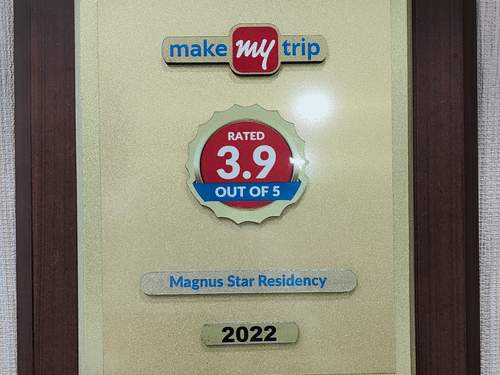 make my trip
RATED
3.9
OUT OF 5
Magnus Star Residency
2022